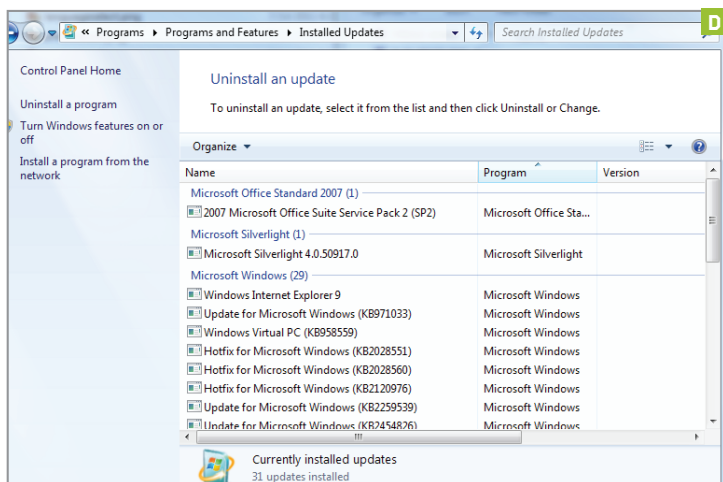 D
« Programs ▸ Programs and Features ▸ Installed Updates
Search Installed Updates
Control Panel Home
Uninstall a program
Turn Windows features on or
off
Install a program from the
network
Uninstall an update
To uninstall an update, select it from the list and then click Uninstall or Change.
Organize
Name Program Version
Microsoft Office Standard 2007 (1)
2007 Microsoft Office Suite Service Pack 2 (SP2) Microsoft Office Sta...
Microsoft Silverlight (1)
Microsoft Silverlight 4.0.50917.0 Microsoft Silverlight
Microsoft Windows (29)
Windows Internet Explorer 9 Microsoft Windows
Update for Microsoft Windows (KB971033) Microsoft Windows
Windows Virtual PC (KB958559) Microsoft Windows
Hotfix for Microsoft Windows (KB2028551) Microsoft Windows
Hotfix for Microsoft Windows (KB2028560) Microsoft Windows
Hotfix for Microsoft Windows (KB2120976) Microsoft Windows
Update for Microsoft Windows (KB2259539) Microsoft Windows
Update for Microsoft Windows (KB2454826) Microsoft Windows
Currently installed updates
31 updates installed